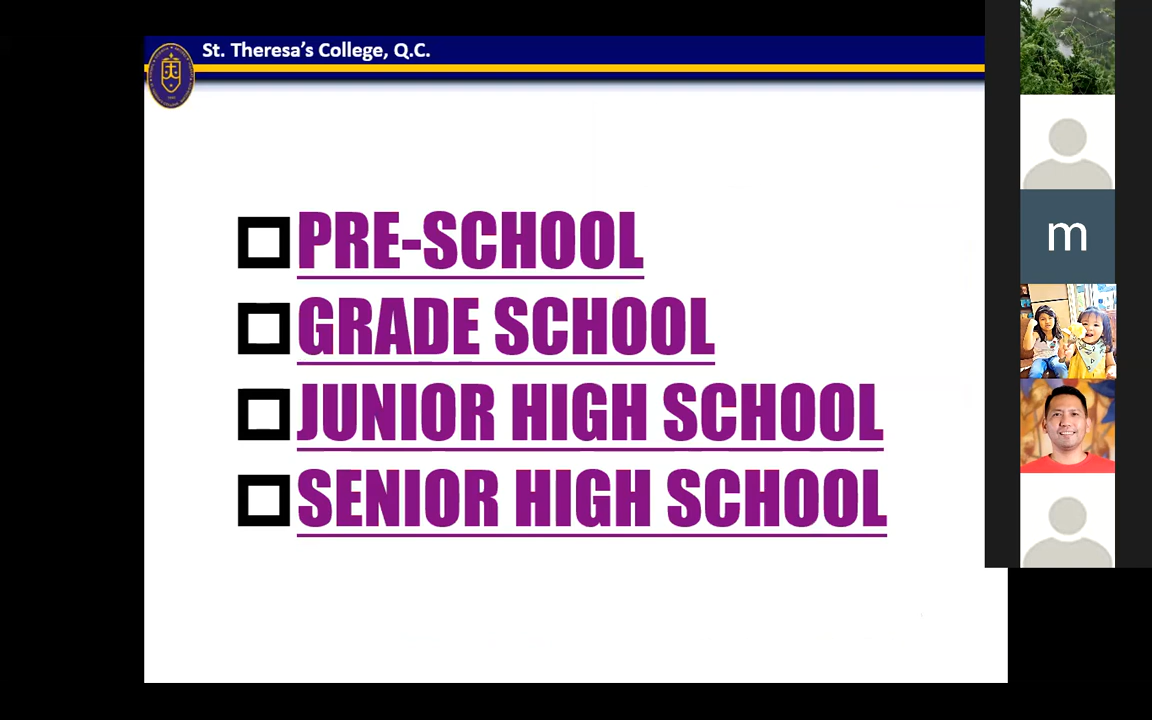 St. Theresa's College, Q.C.
PRE-SCHOOL
GRADE SCHOOL
JUNIOR HIGH SCHOOL
SENIOR HIGH SCHOOL
m